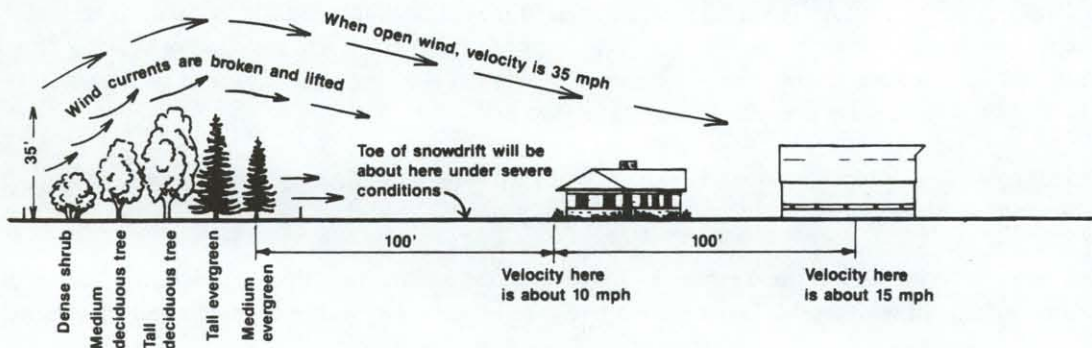 When open wind, velocity is 35 mph
Wind currents are broken and lifted
35'
Toe of snowdrift will be
about here under severe
conditions
100'
100'
Dense shrub
Medium
deciduous tree
Tall
deciduous tree
Tall evergreen
Medium
evergreen
Velocity here
is about 10 mph
Velocity here
is about 15 mph